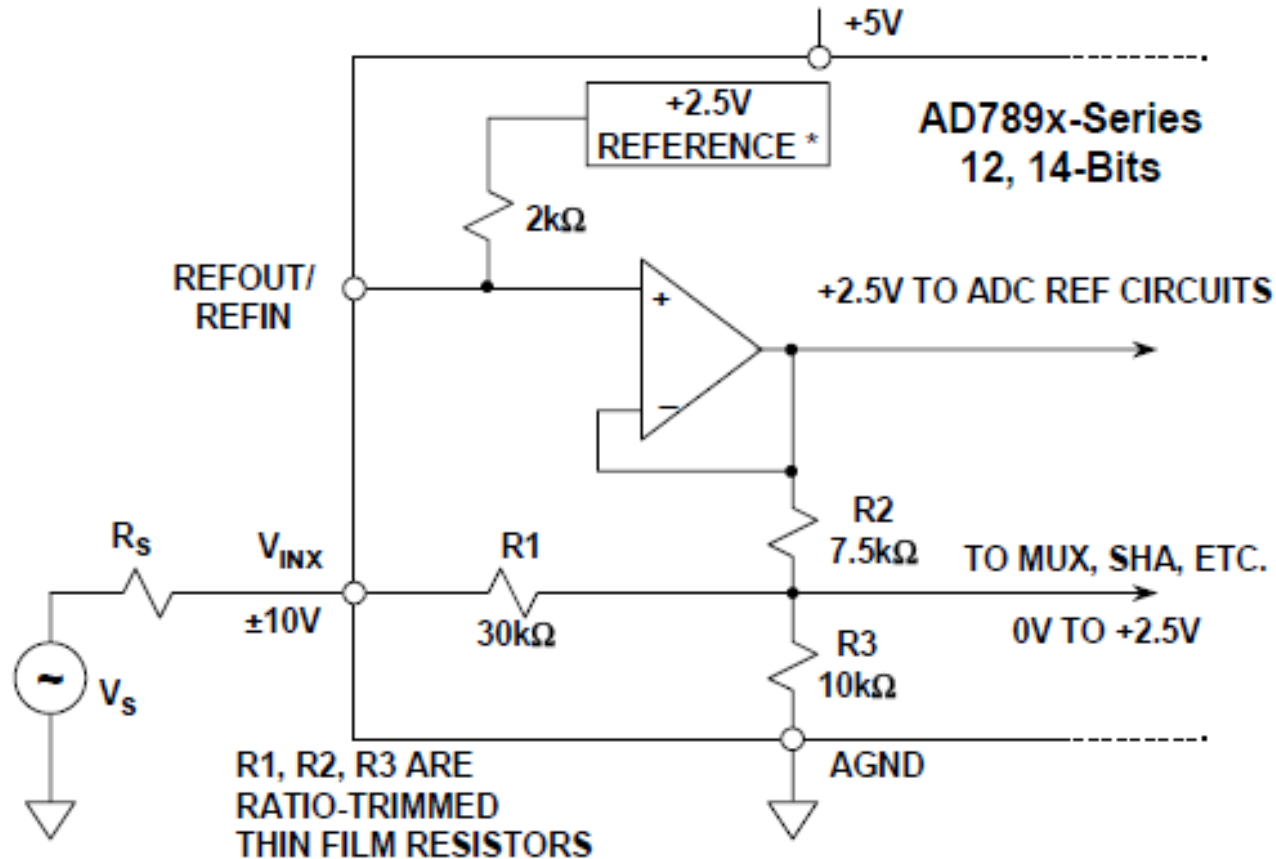 +5V
+2.5V
REFERENCE *
AD789x-Series
12, 14-Bits
2kΩ
REFOUT/
REFIN
+
+2.5V TO ADC REF CIRCUITS
−
R2
7.5kΩ
RS
VINX
R1
TO MUX, SHA, ETC.
±10V
30kΩ
0V TO +2.5V
R3
10kΩ
~
VS
R1, R2, R3 ARE
RATIO-TRIMMED
THIN FILM RESISTORS
AGND